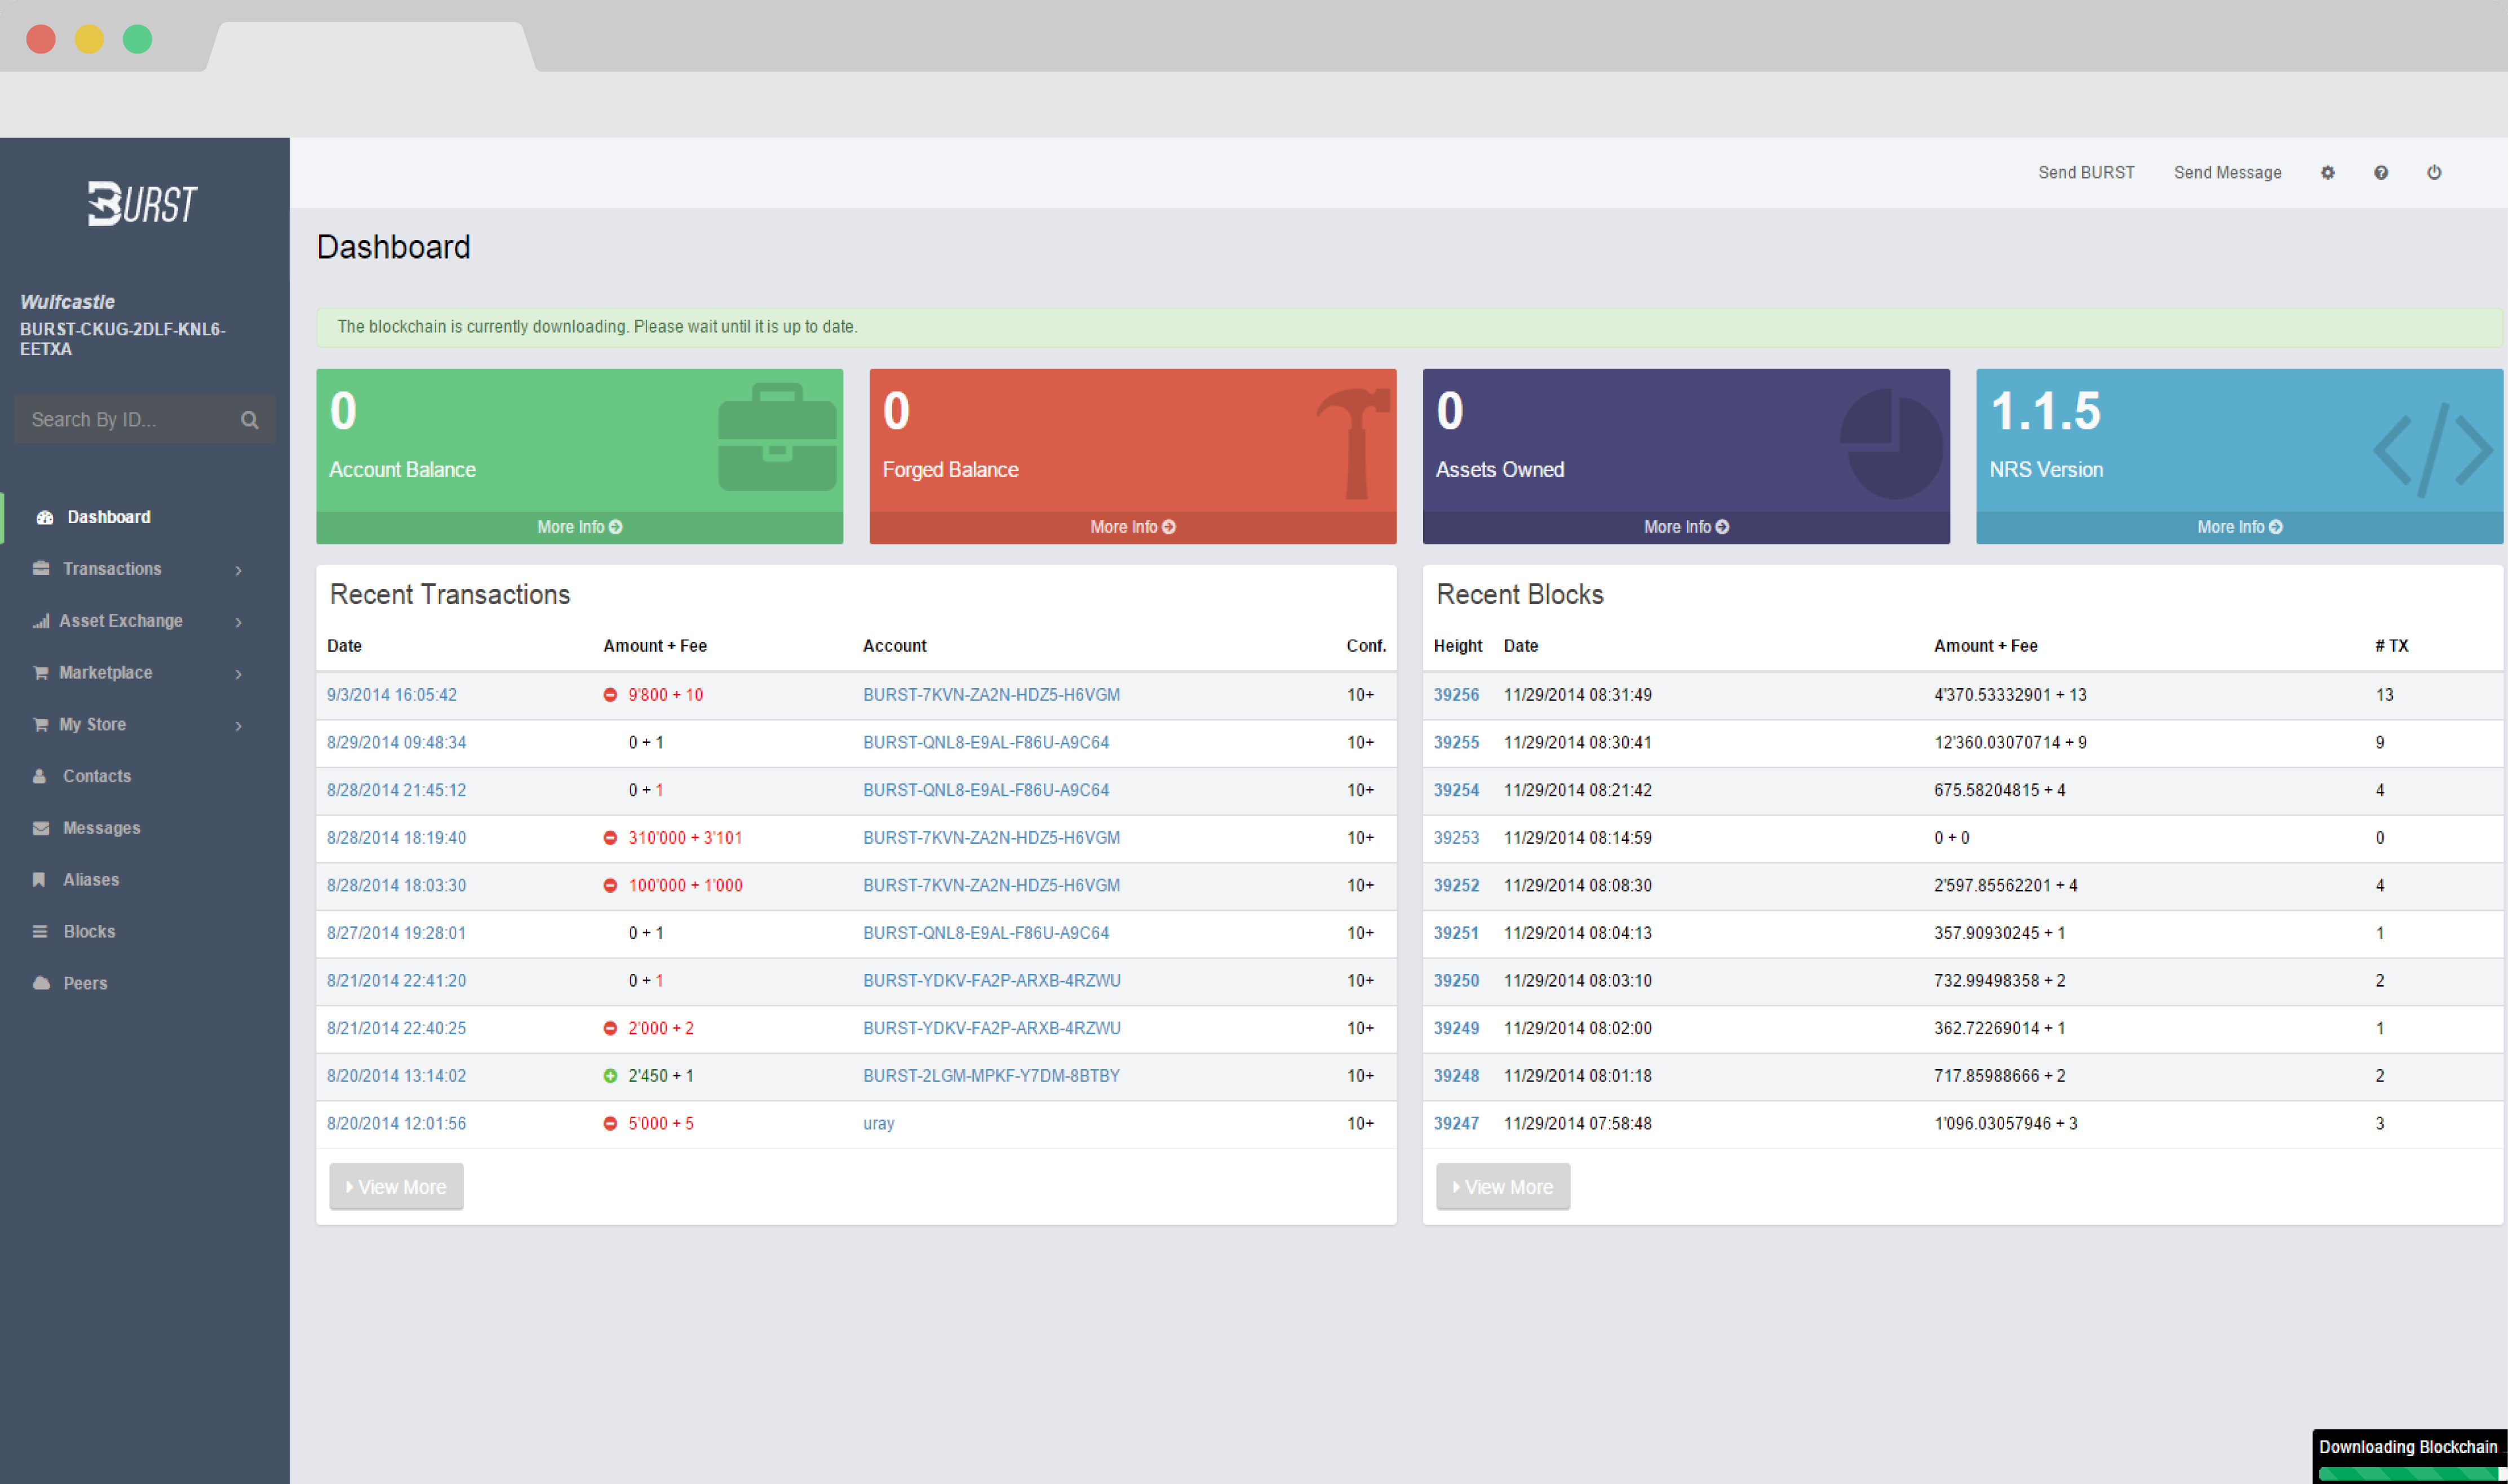 BURST
Wulfcastle
BURST-CKUG-2DLF-KNL6-
EETXA
Search By ID...
Dashboard
Transactions
Asset Exchange
Marketplace
My Store
Contacts
Messages
Aliases
Blocks
Peers
Send BURST Send Message
Dashboard
The blockchain is currently downloading. Please wait until it is up to date.
0
Account Balance
More Info
0
Forged Balance
More Info
0
Assets Owned
More Info
1.1.5
NRS Version
More Info
Recent Transactions
Date Amount + Fee Account Conf.
9/3/2014 16:05:42 9'800 + 10 BURST-7KVN-ZA2N-HDZ5-H6VGM 10+
8/29/2014 09:48:34 0 + 1 BURST-QNL8-E9AL-F86U-A9C64 10+
8/28/2014 21:45:12 0 + 1 BURST-QNL8-E9AL-F86U-A9C64 10+
8/28/2014 18:19:40 310'000 + 3'101 BURST-7KVN-ZA2N-HDZ5-H6VGM 10+
8/28/2014 18:03:30 100'000 + 1'000 BURST-7KVN-ZA2N-HDZ5-H6VGM 10+
8/27/2014 19:28:01 0 + 1 BURST-QNL8-E9AL-F86U-A9C64 10+
8/21/2014 22:41:20 0 + 1 BURST-YDKV-FA2P-ARXB-4RZWU 10+
8/21/2014 22:40:25 2'000 + 2 BURST-YDKV-FA2P-ARXB-4RZWU 10+
8/20/2014 13:14:02 2'450 + 1 BURST-2LGM-MPKF-Y7DM-8BTBY 10+
8/20/2014 12:01:56 5'000 + 5 uray 10+
View More
Recent Blocks
Height Date Amount + Fee # TX
39256 11/29/2014 08:31:49 4'370.53332901 + 13 13
39255 11/29/2014 08:30:41 12'360.03070714 + 9 9
39254 11/29/2014 08:21:42 675.58204815 + 4 4
39253 11/29/2014 08:14:59 0 + 0 0
39252 11/29/2014 08:08:30 2'597.85562201 + 4 4
39251 11/29/2014 08:04:13 357.90930245 + 1 1
39250 11/29/2014 08:03:10 732.99498358 + 2 2
39249 11/29/2014 08:02:00 362.72269014 + 1 1
39248 11/29/2014 08:01:18 717.85988666 + 2 2
39247 11/29/2014 07:58:48 1'096.03057946 + 3 3
View More
Downloading Blockchain